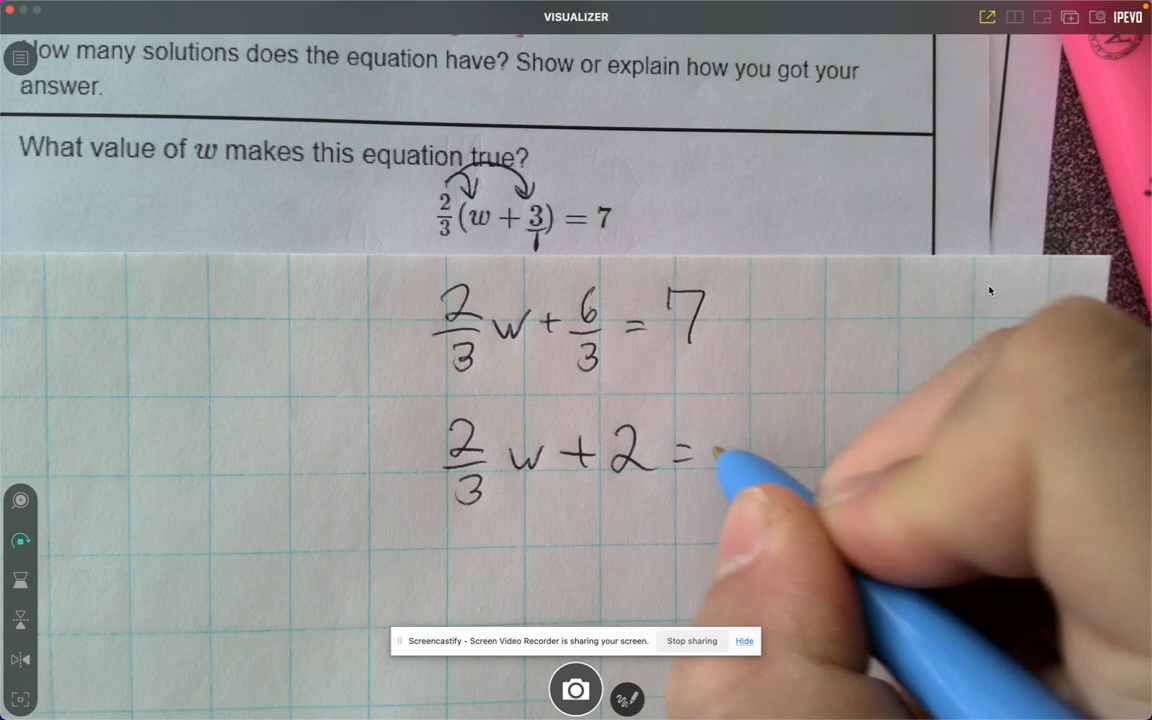 VISUALIZER
IPEVO
How many solutions does the equation have? Show or explain how you got your
answer.
What value of w makes this equation true?
2/3 (w + 3/1) = 7
2/3 w + 6/3 = 7
2/3 w + 2 =
Screencastify - Screen Video Recorder is sharing your screen. Stop sharing Hide